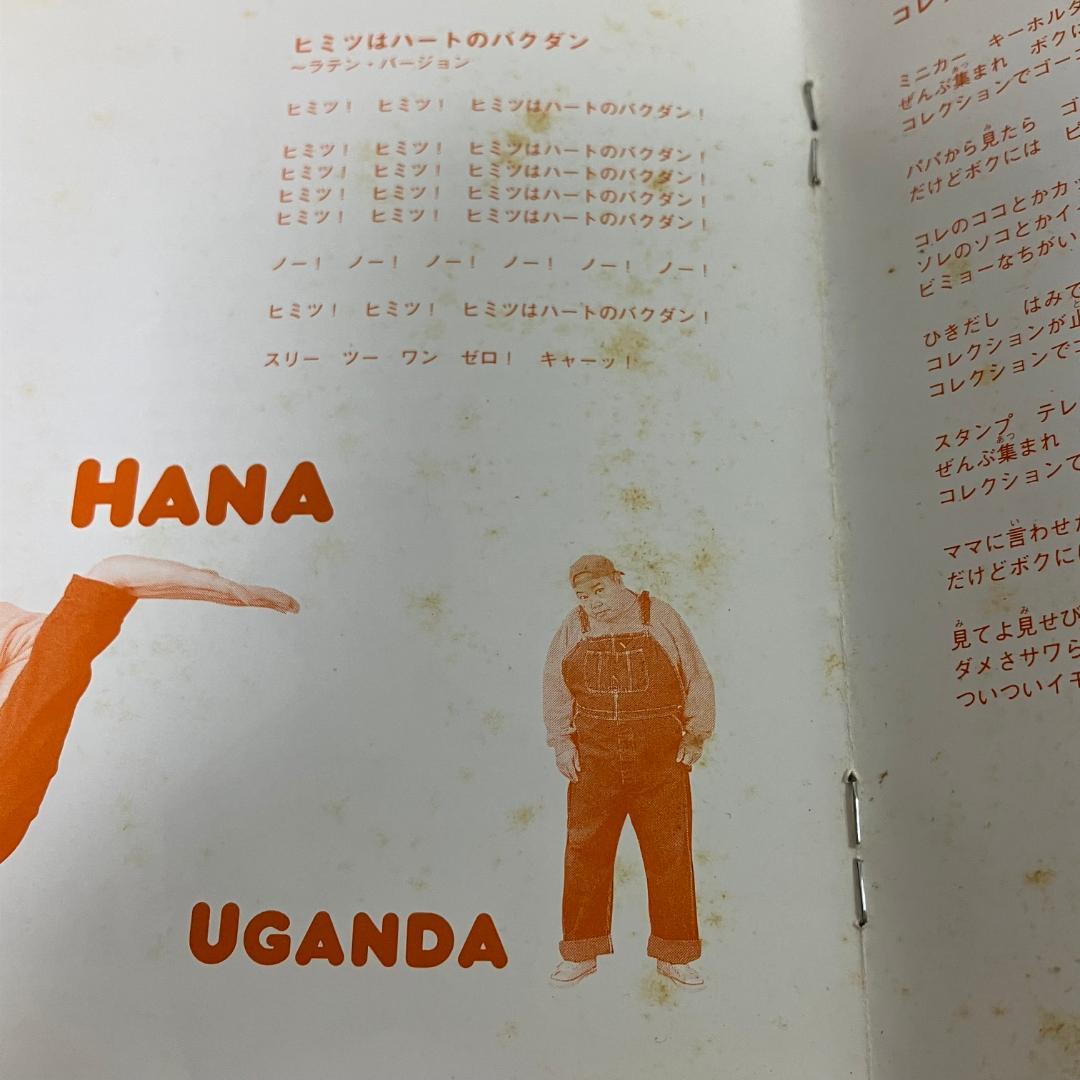 ヒミツはハートのバクダン
～ラテン・バージョン
ヒミツ！　ヒミツ！　ヒミツはハートのバクダン！
ヒミツ！　ヒミツ！　ヒミツはハートのバクダン！
ヒミツ！　ヒミツ！　ヒミツはハートのバクダン！
ヒミツ！　ヒミツ！　ヒミツはハートのバクダン！
ヒミツ！　ヒミツ！　ヒミツはハートのバクダン！
ノー！　ノー！　ノー！　ノー！　ノー！　ノー！
ヒミツ！　ヒミツ！　ヒミツはハートのバクダン！
スリー　ツー　ワン　ゼロ！　キャーッ！
HANA
UGANDA
コレク
ミニカー　キーホルダ
ぜんぶ集まれ　ボクに
コレクションでゴー
パパから見たら　ゴ
だけどボクには
コレのココとかカッ
ソレのソコとかイ
ビミョーなちがい
ひきだし　はみで
コレクションが止
コレクションで
スタンプ　テレ
ぜんぶ集まれ
コレクションで
ママに言わせ
だけどボクに
見てよ見せび
ダメさサワら
ついついイモ